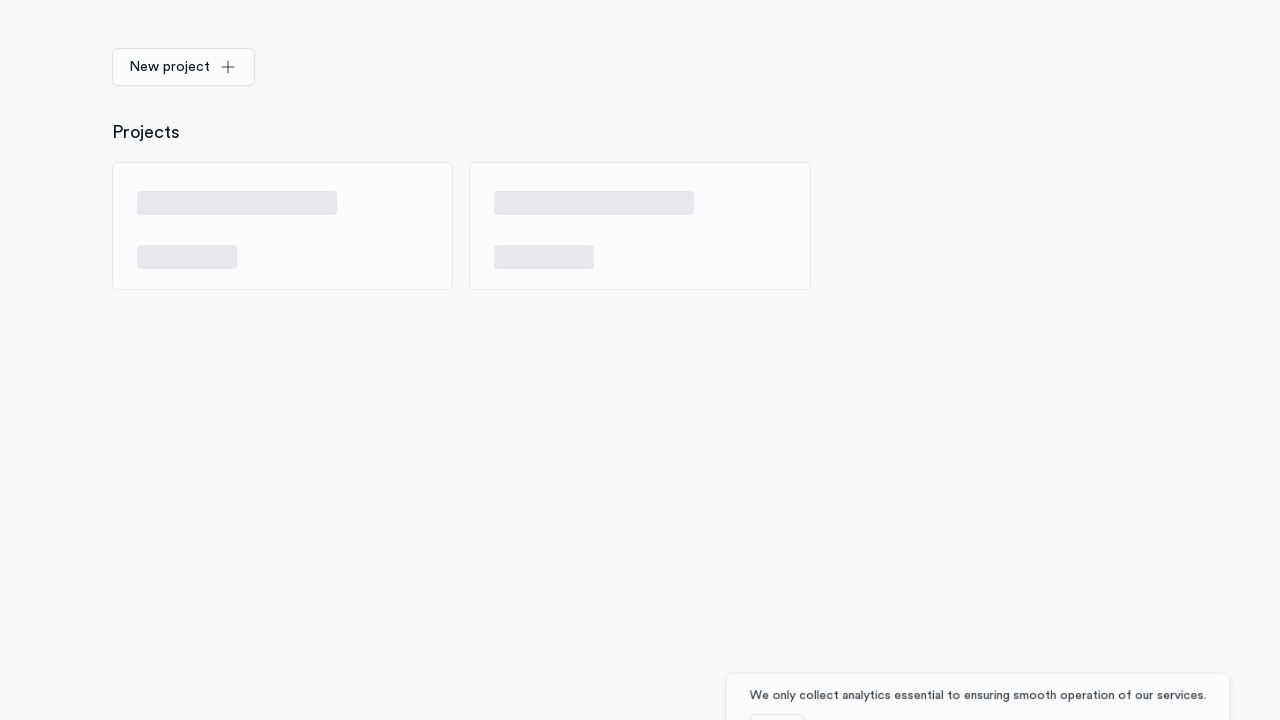 New project
Projects
We only collect analytics essential to ensuring smooth operation of our services.